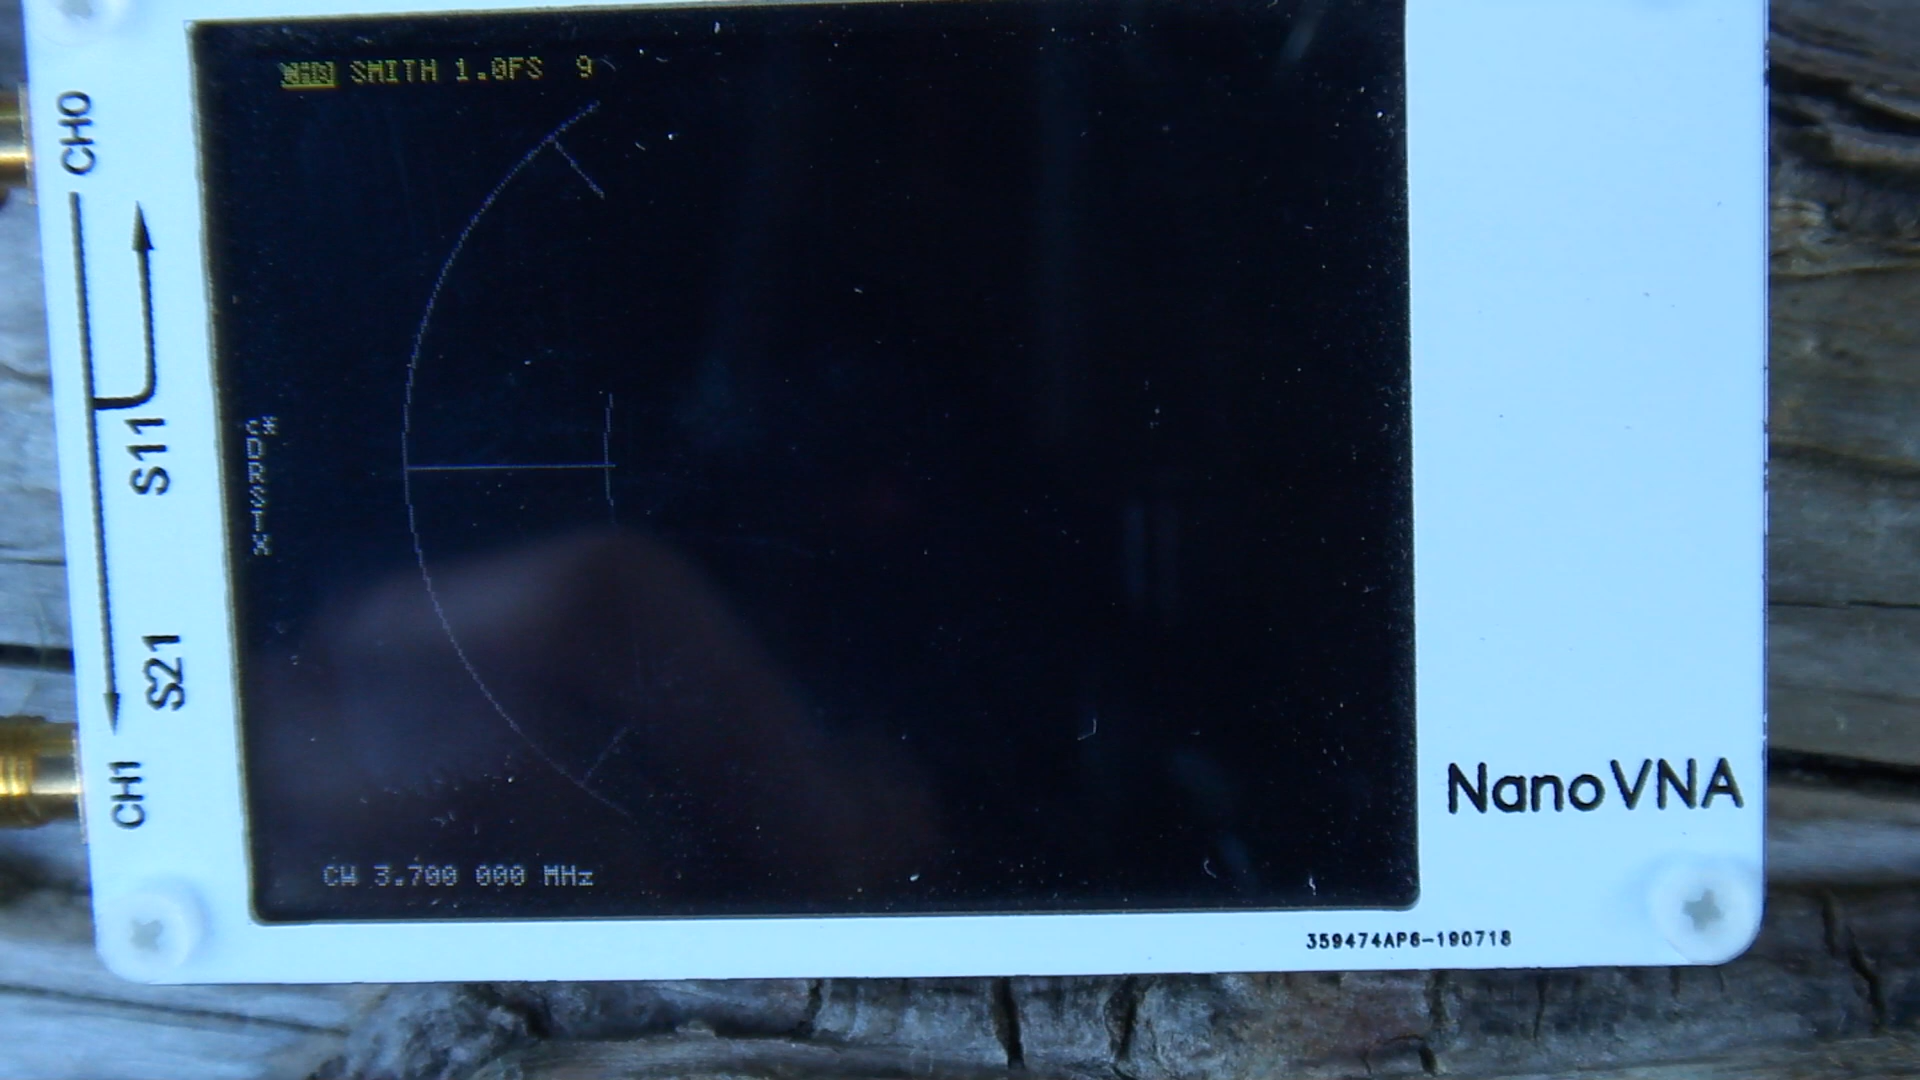 SMITH 1.0FS 9
CH0
S11
S21
CH1
C
D
R
S
T
X
CW 3.700 000 MHz
NanoVNA
359474AP6-190718